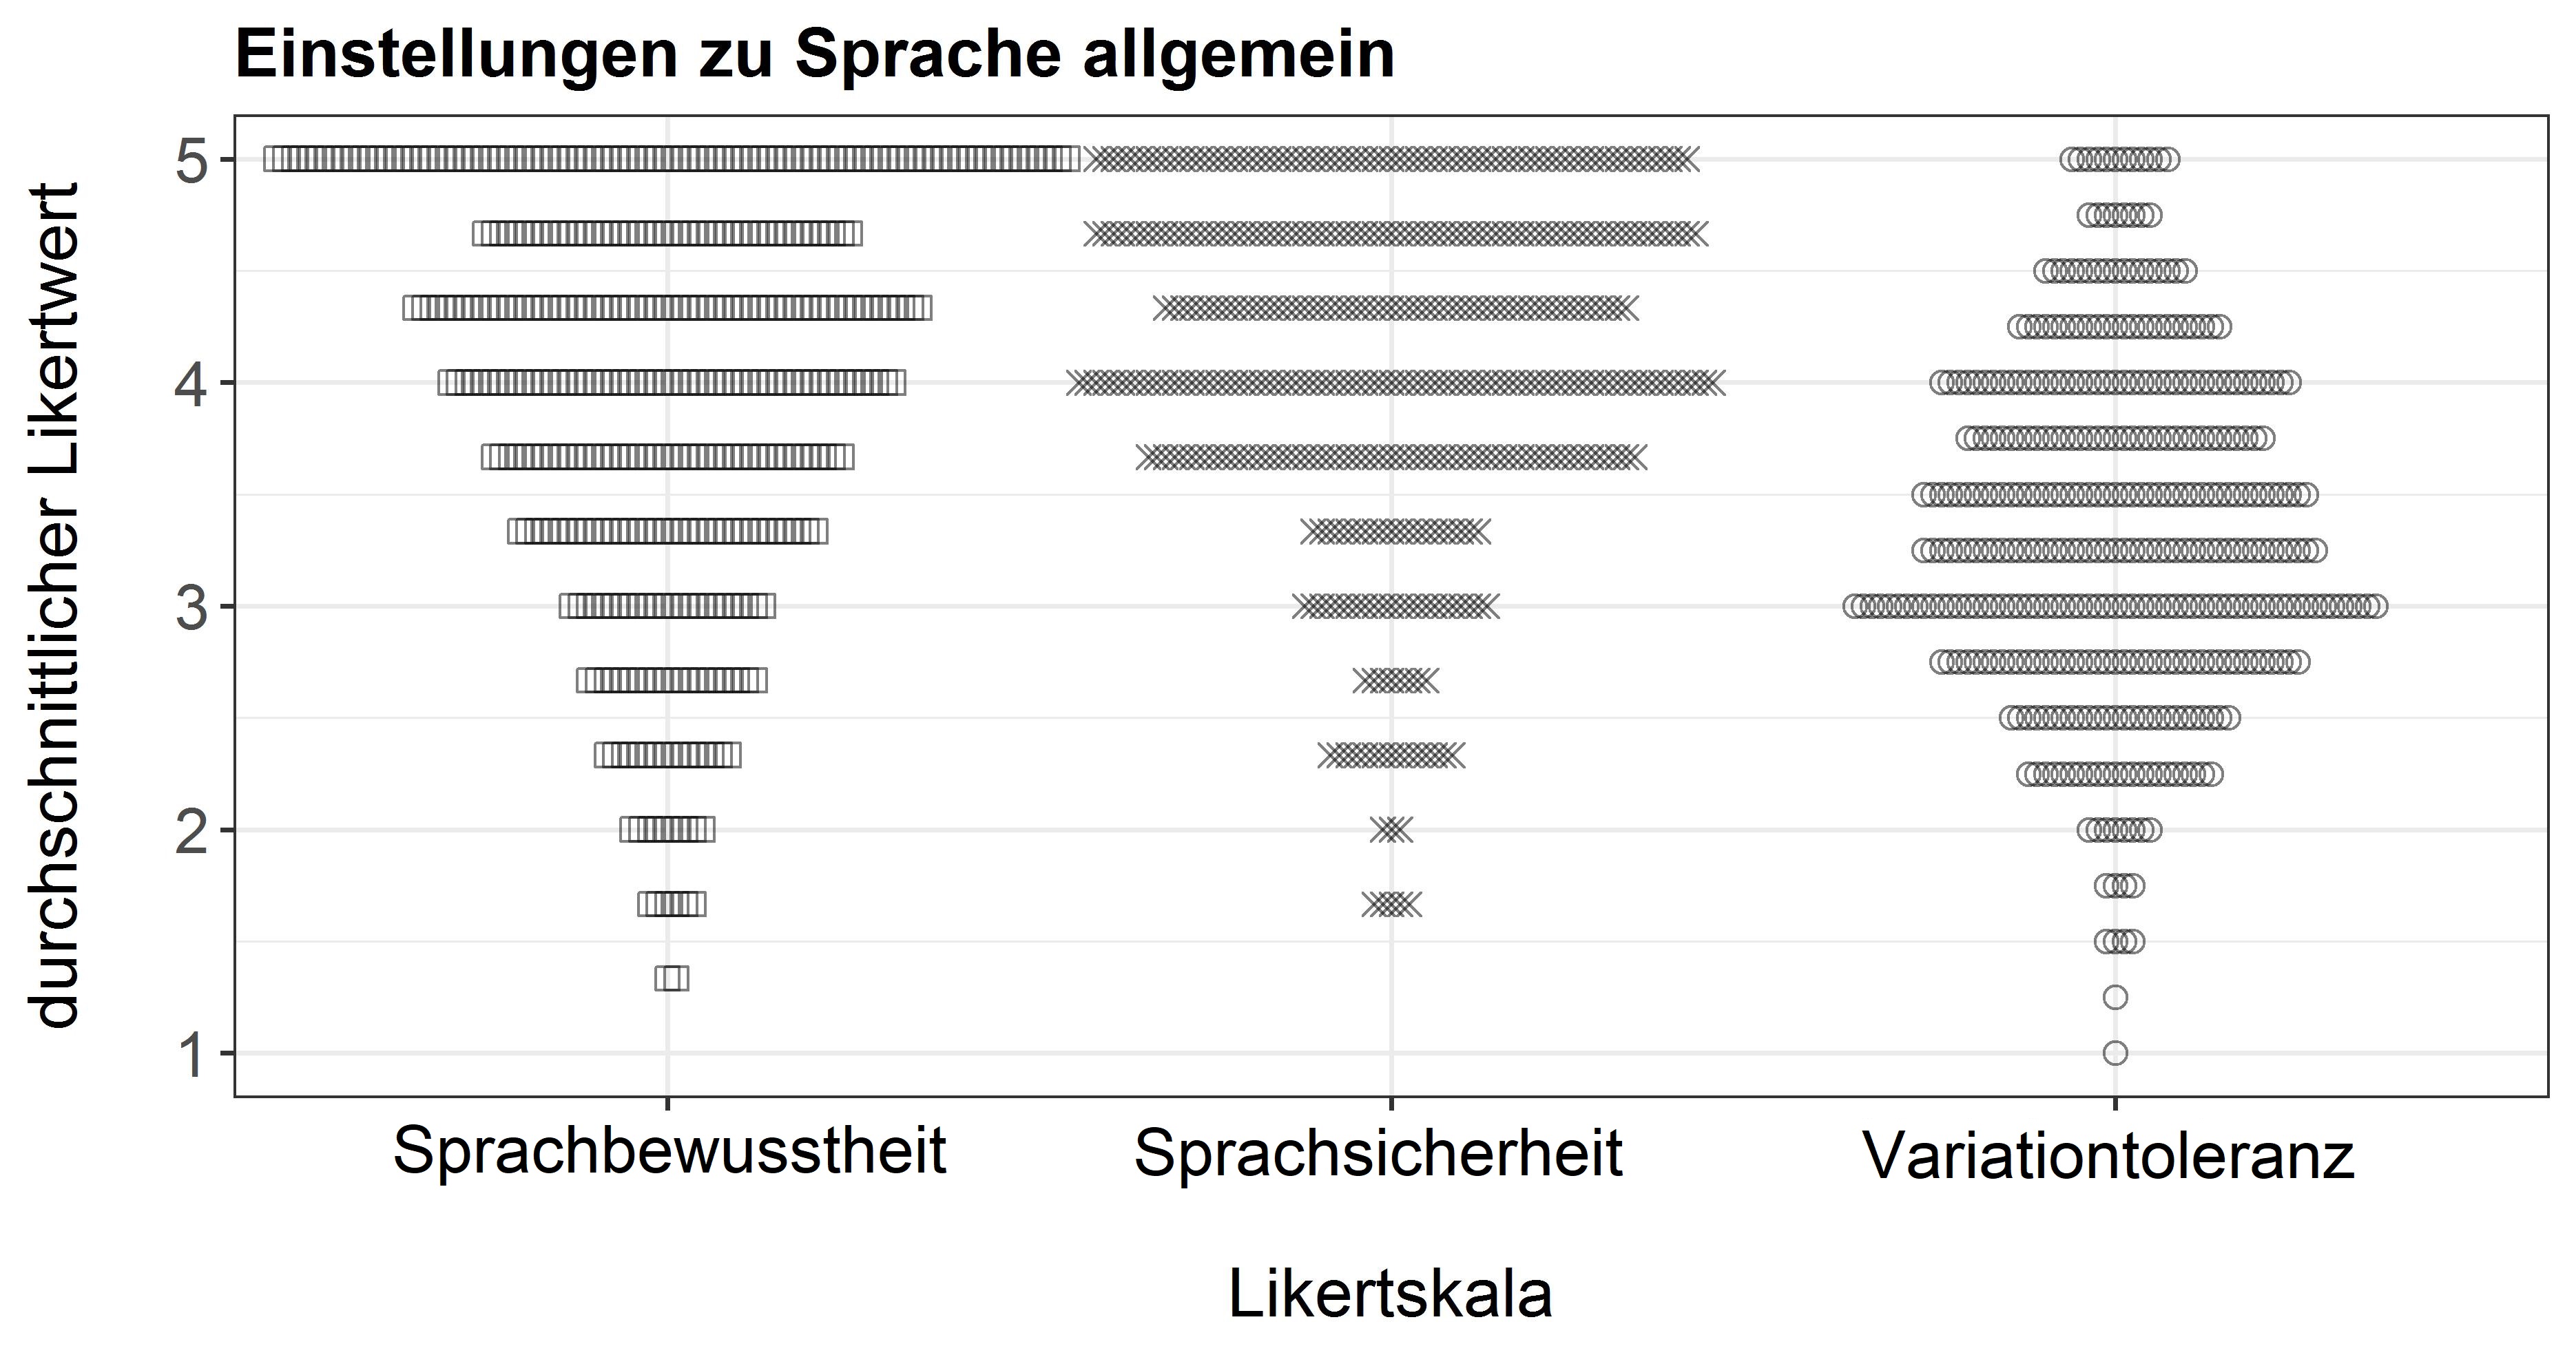 Einstellungen zu Sprache allgemein
durchschnittlicher Likertwert
5
4
3
2
1
Sprachbewusstheit Sprachsicherheit Variationtoleranz
Likertskala